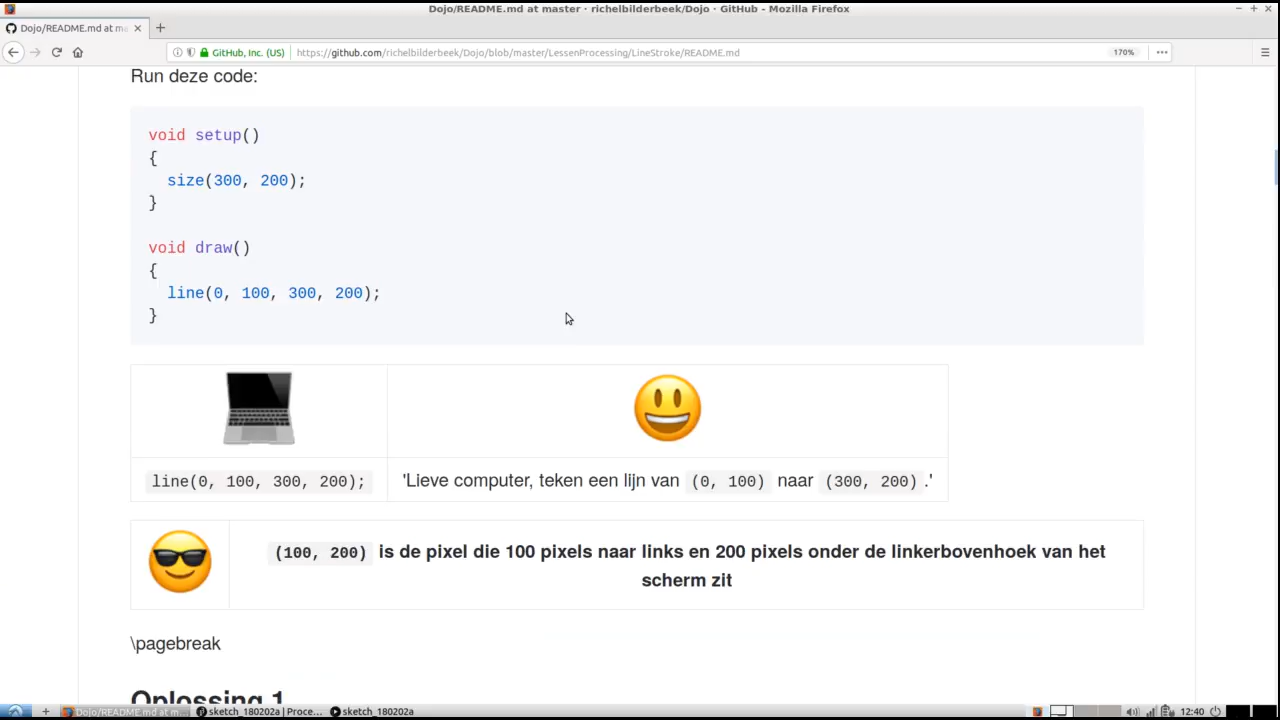 Dojo/README.md at master · richelbilderbeek/Dojo · GitHub - Mozilla Firefox
Dojo/README.md at ma
GitHub, Inc. (US) https://github.com/richelbilderbeek/Dojo/blob/master/LessenProcessing/LineStroke/README.md 170%
Run deze code:
void setup()
{
size(300, 200);
}
void draw()
{
line(0, 100, 300, 200);
}
line(0, 100, 300, 200); 'Lieve computer, teken een lijn van (0, 100) naar (300, 200) .'
(100, 200) is de pixel die 100 pixels naar links en 200 pixels onder de linkerbovenhoek van het
scherm zit
\pagebreak
Oplossing 1
Dojo/README.md at m... sketch_180202a | Proce... sketch_180202a 12:40